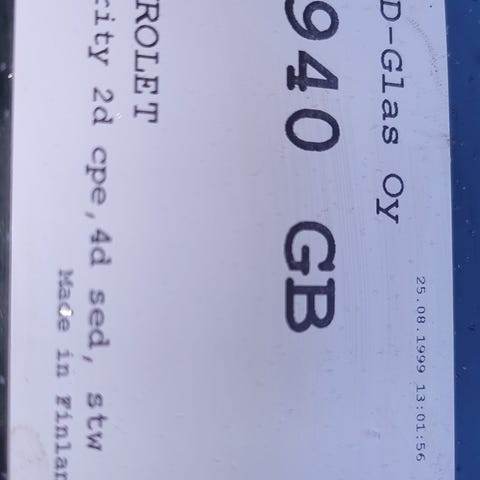 D-Glas Oy
25.08.1999 13:01:56
940 GB
ROLET
rity 2d cpe,4d sed, stw
Made in Finlan